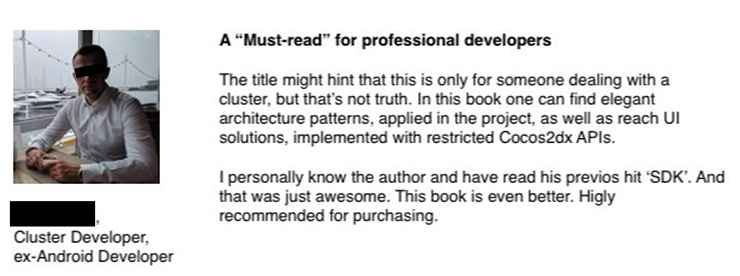 A “Must-read” for professional developers
The title might hint that this is only for someone dealing with a
cluster, but that’s not truth. In this book one can find elegant
architecture patterns, applied in the project, as well as reach UI
solutions, implemented with restricted Cocos2dx APIs.
I personally know the author and have read his previos hit ‘SDK’. And
that was just awesome. This book is even better. Higly
recommended for purchasing.
,
Cluster Developer,
ex-Android Developer